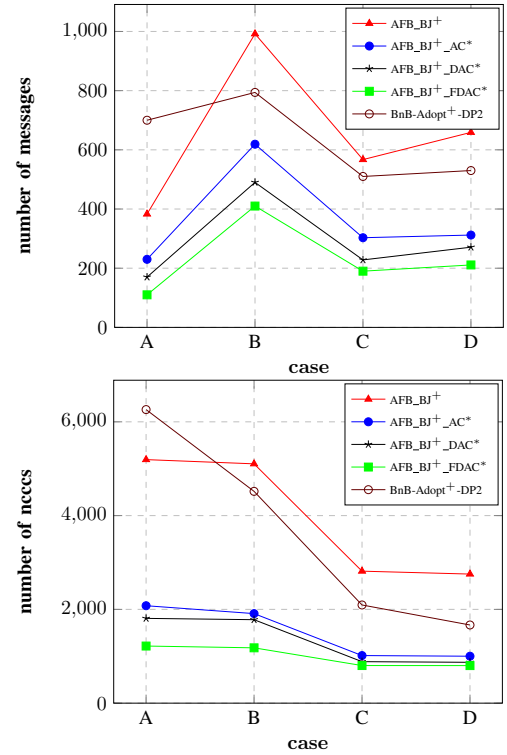 1,000
800
600
400
200
0
number of messages
AFB_BJ⁺
AFB_BJ⁺_AC*
AFB_BJ⁺_DAC*
AFB_BJ⁺_FDAC*
BnB-Adopt⁺-DP2
A B C D
case
6,000
4,000
2,000
0
number of ncccs
AFB_BJ⁺
AFB_BJ⁺_AC*
AFB_BJ⁺_DAC*
AFB_BJ⁺_FDAC*
BnB-Adopt⁺-DP2
A B C D
case